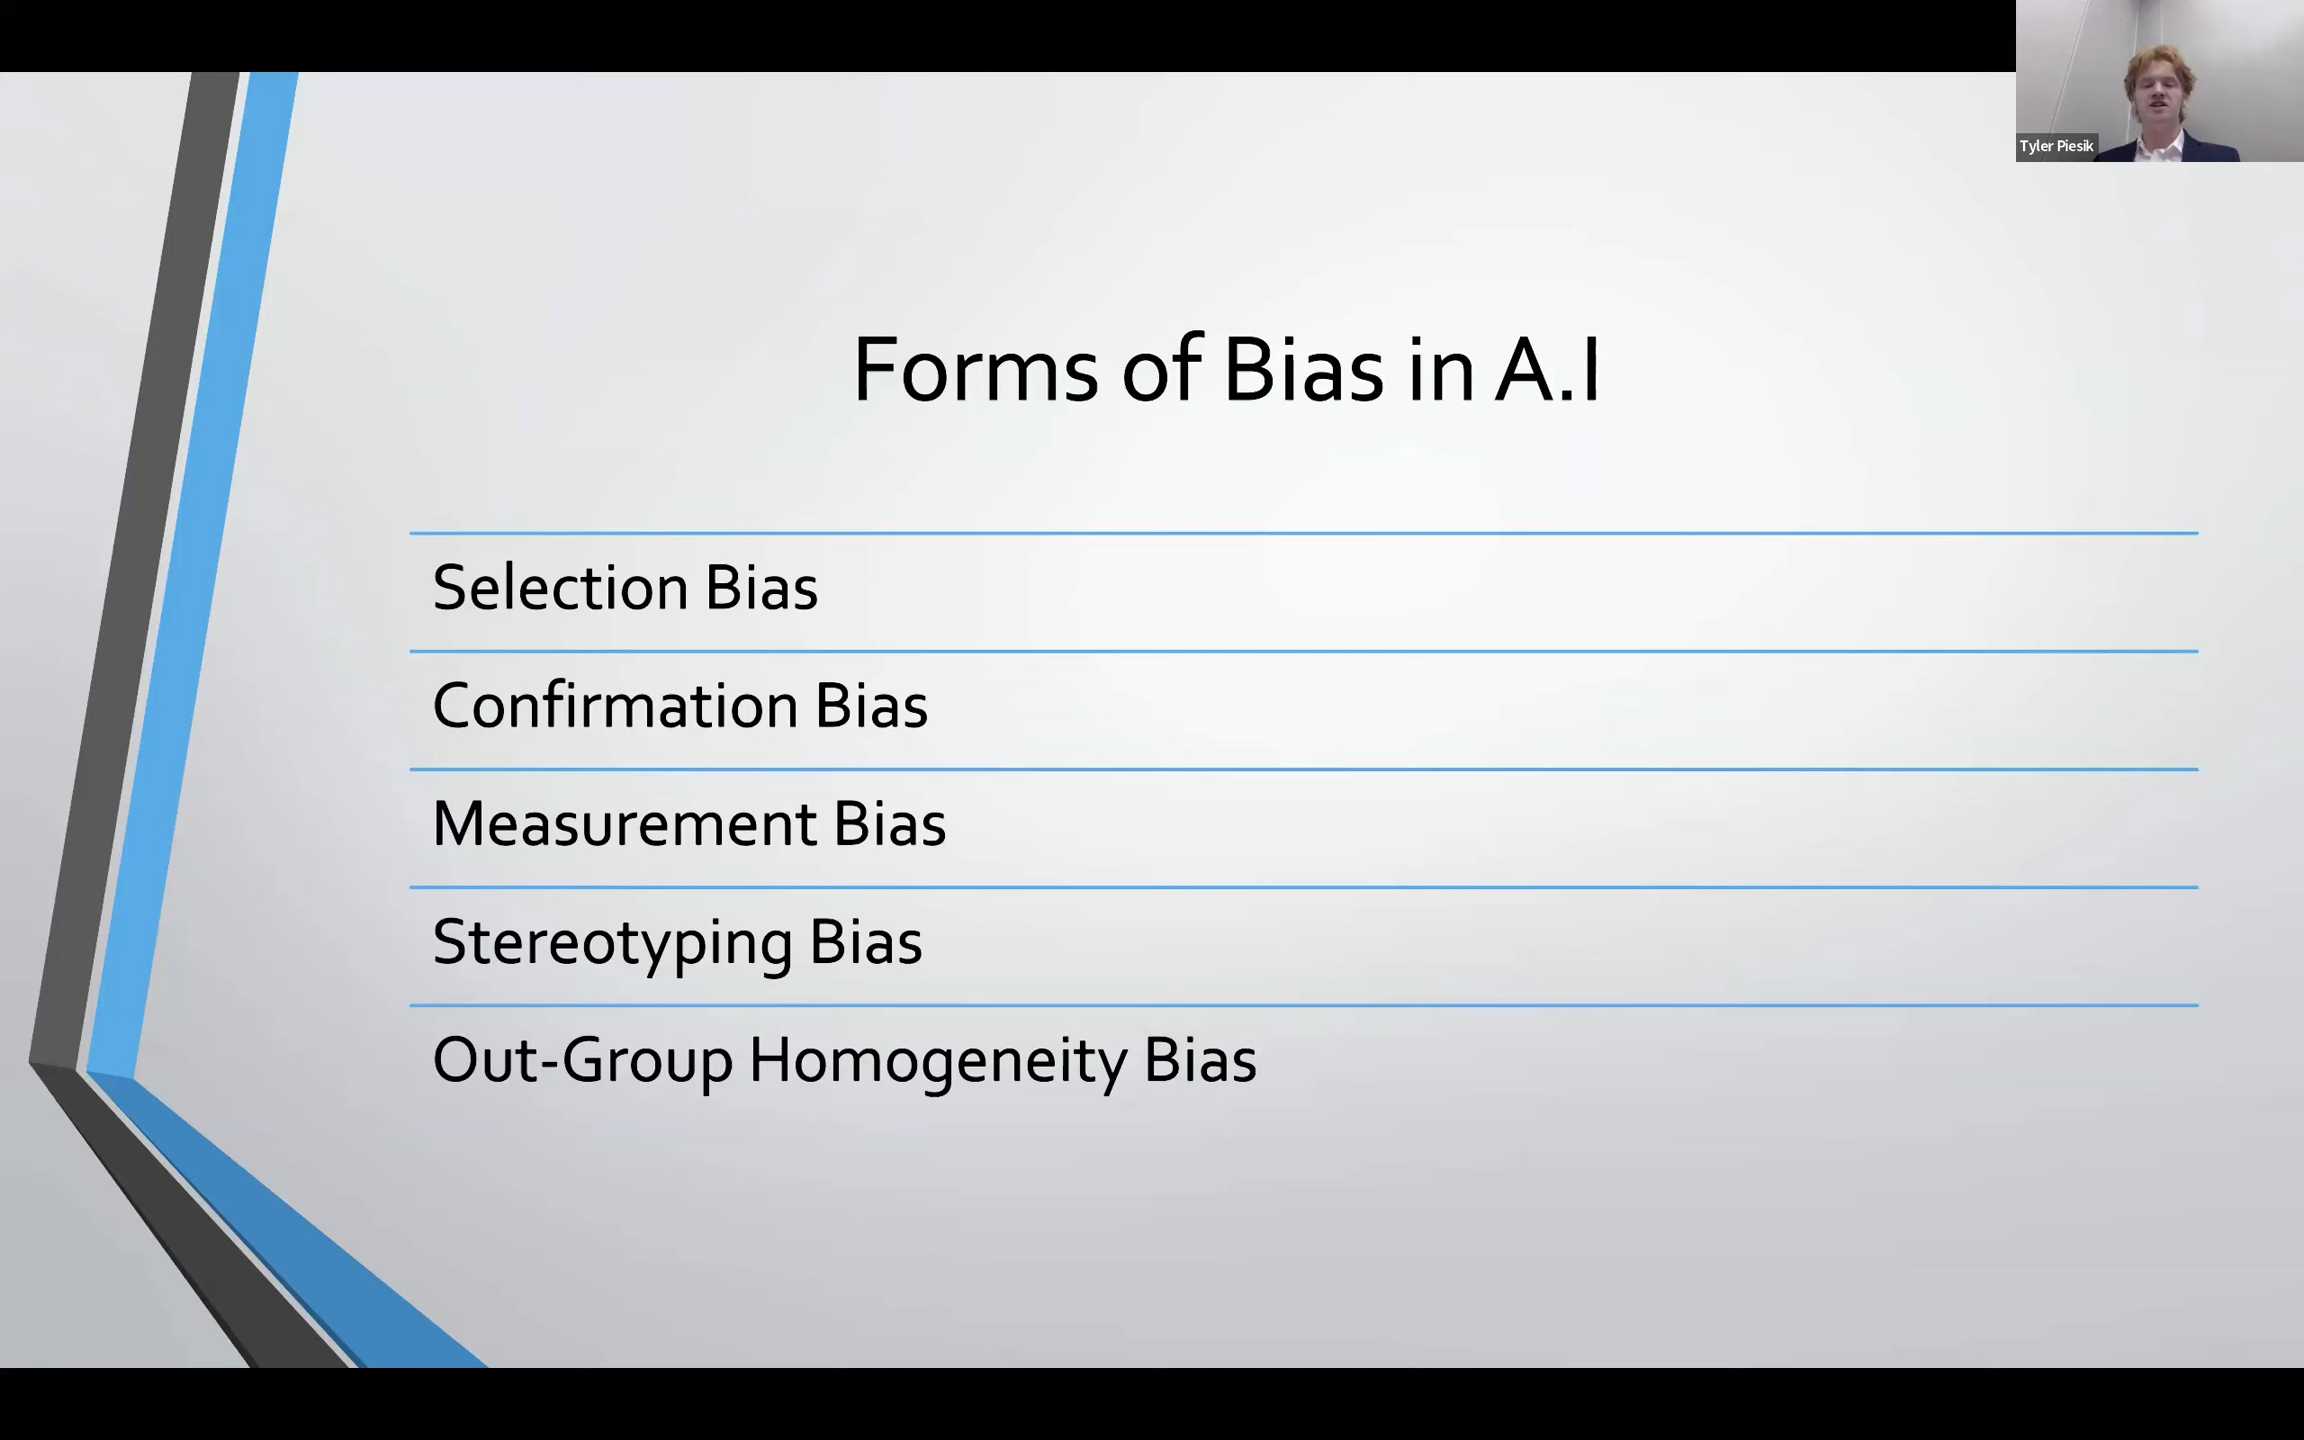 Tyler Piesik
Forms of Bias in A.I
Selection Bias
Confirmation Bias
Measurement Bias
Stereotyping Bias
Out-Group Homogeneity Bias